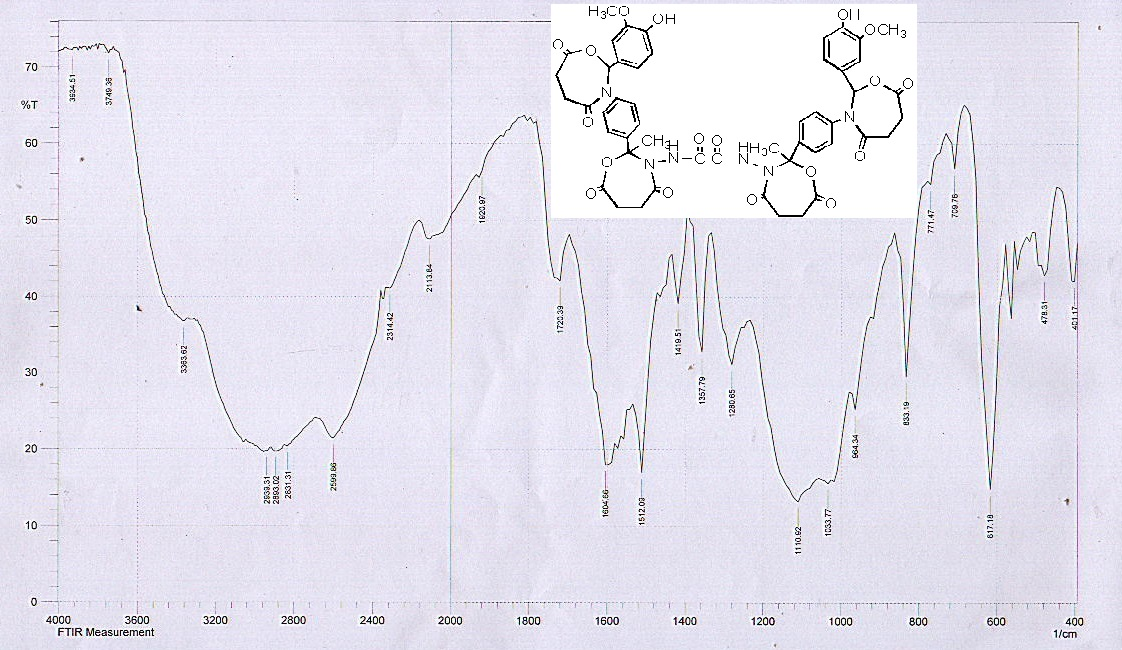 H₃CO
OH
O
O
N
O
OH
OCH₃
O
O
N
O
CH₃
O
N
H
N
O
O
C
O
C
O
H
N
H₃C
N
O
O
O
70
%T
60
50
40
30
20
10
0
3934.51
3749.36
3363.62
2939.31
2893.02
2831.31
2599.86
2314.42
2113.84
1920.97
1720.39
1604.66
1512.09
1419.51
1357.79
1280.65
1110.92
1033.77
964.34
833.19
771.47
709.76
617.18
478.31
401.17
4000 3600 3200 2800 2400 2000 1800 1600 1400 1200 1000 800 600 400
FTIR Measurement 1/cm